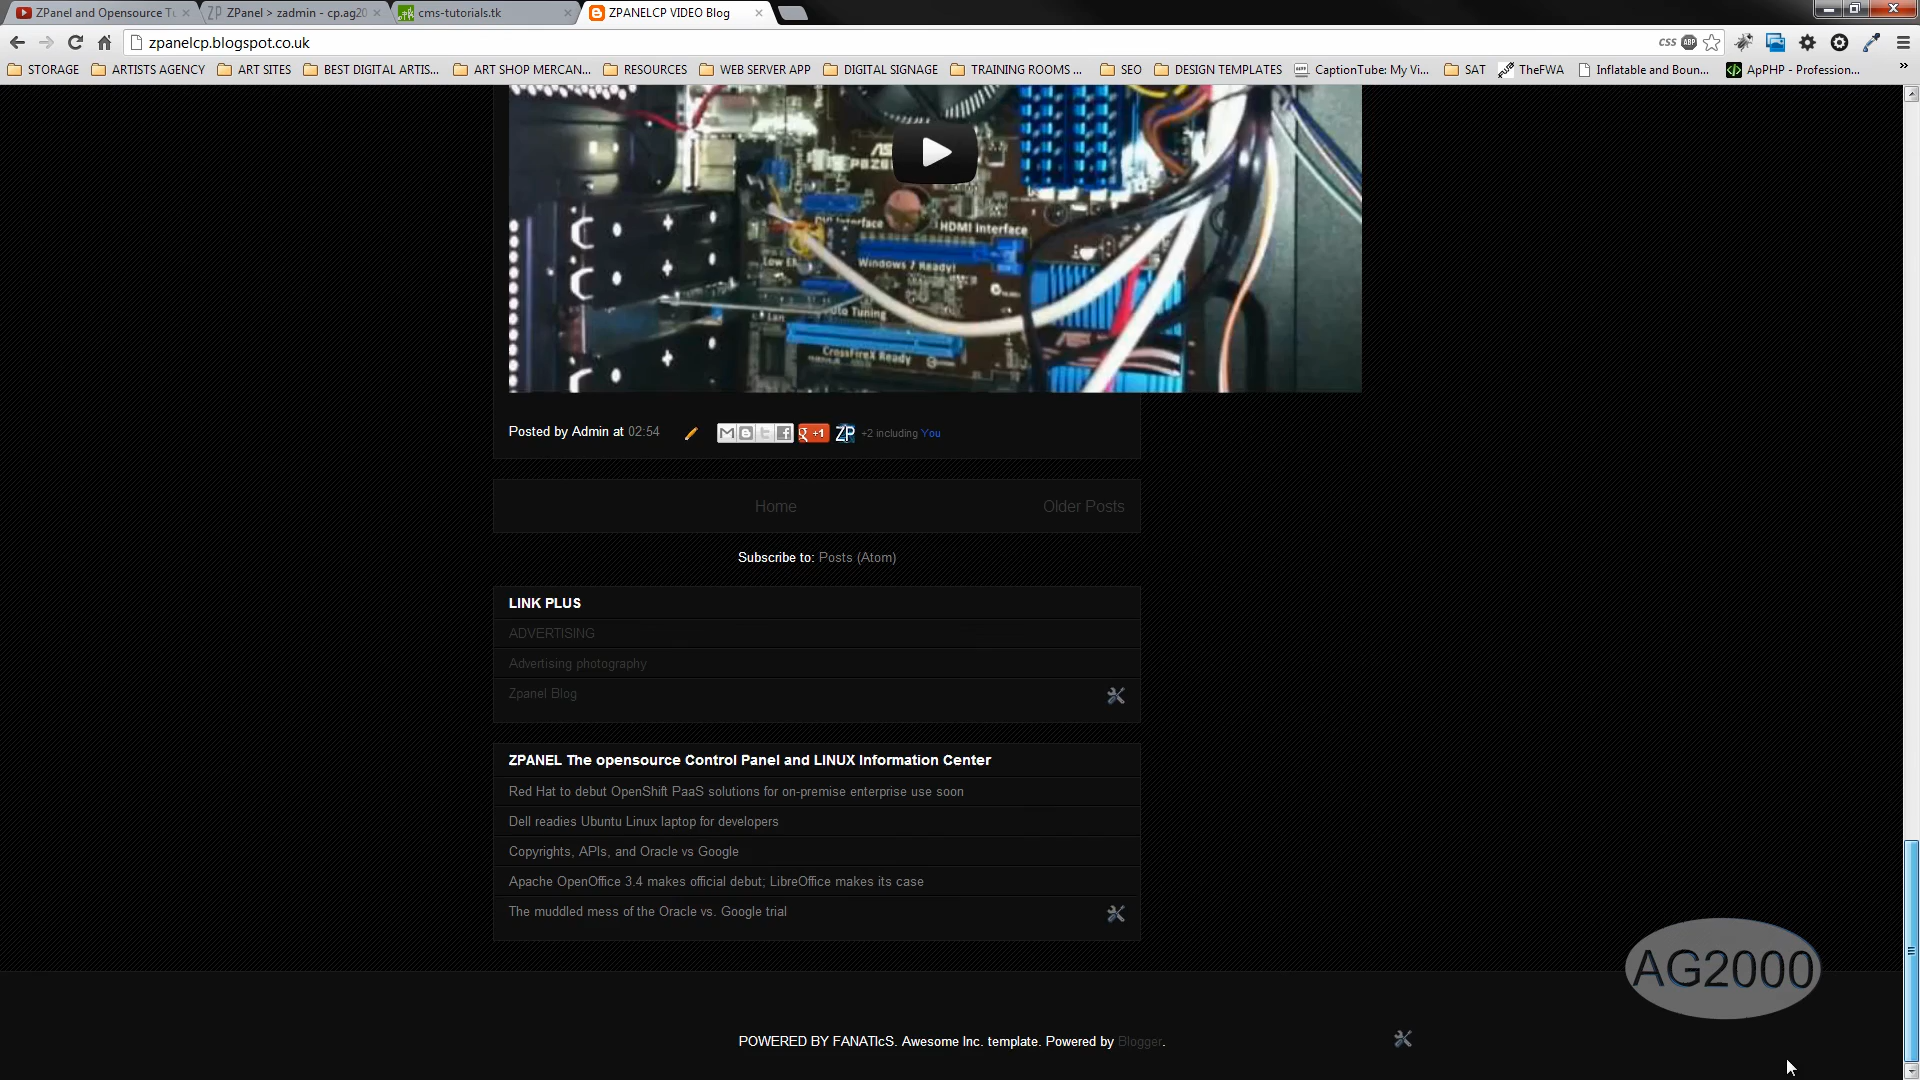 ZPanel and Opensource Tu
ZPanel > zadmin - cp.ag20
cms-tutorials.tk
ZPANELCP VIDEO Blog
zpanelcp.blogspot.co.uk
CSS
ABP
STORAGE
ARTISTS AGENCY
ART SITES
BEST DIGITAL ARTIS...
ART SHOP MERCAN...
RESOURCES
WEB SERVER APP
DIGITAL SIGNAGE
TRAINING ROOMS ...
SEO
DESIGN TEMPLATES
CaptionTube: My Vi...
SAT
TheFWA
Inflatable and Boun...
ApPHP - Profession...
HDMI Interface
Windows 7 Ready!
CrossFireX Ready
Posted by Admin at 02:54
+1
ZP
+2 including You
Home
Older Posts
Subscribe to: Posts (Atom)
LINK PLUS
ADVERTISING
Advertising photography
Zpanel Blog
ZPANEL The opensource Control Panel and LINUX Information Center
Red Hat to debut OpenShift PaaS solutions for on-premise enterprise use soon
Dell readies Ubuntu Linux laptop for developers
Copyrights, APIs, and Oracle vs Google
Apache OpenOffice 3.4 makes official debut; LibreOffice makes its case
The muddled mess of the Oracle vs. Google trial
AG2000
POWERED BY FANATIcS. Awesome Inc. template. Powered by Blogger.